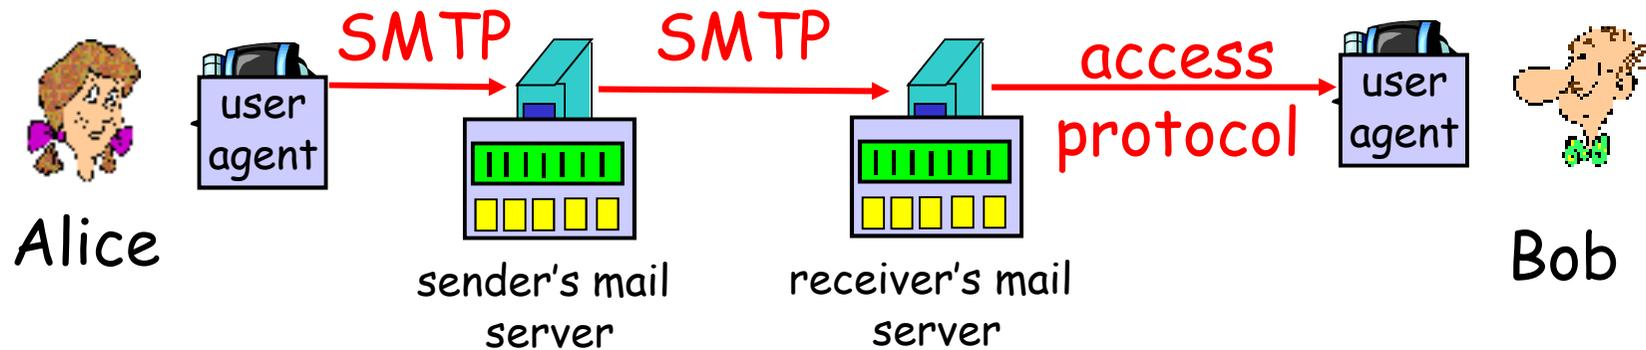 SMTP
SMTP
access
protocol
user
agent
user
agent
Alice
Bob
sender's mail
server
receiver's mail
server